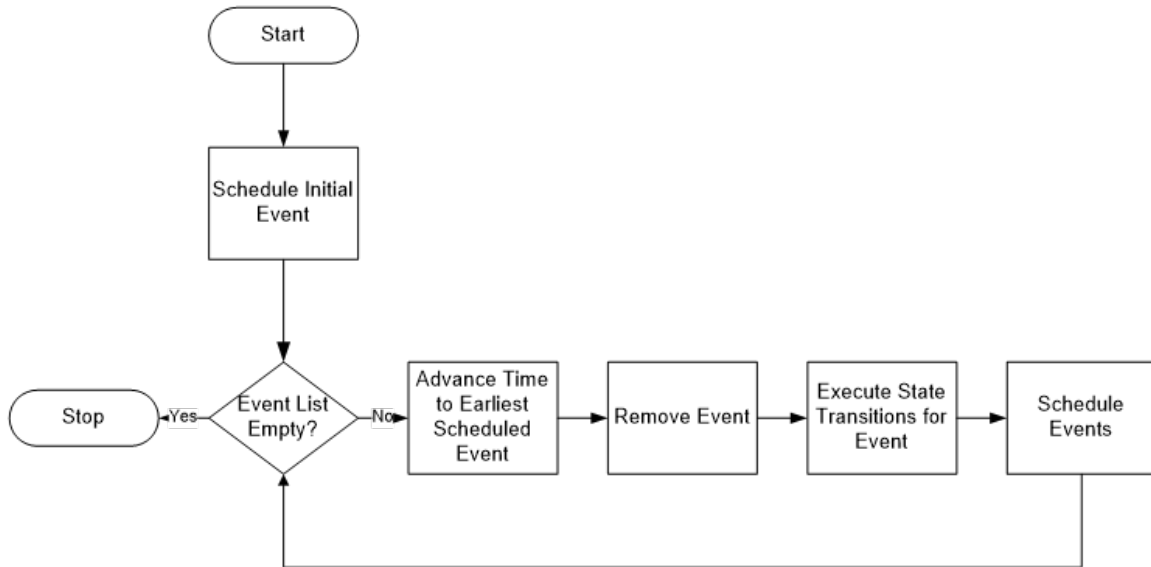 Start
Schedule Initial
Event
Stop
Yes
Event List
Empty?
No
Advance Time
to Earliest
Scheduled
Event
Remove Event
Execute State
Transitions for
Event
Schedule
Events